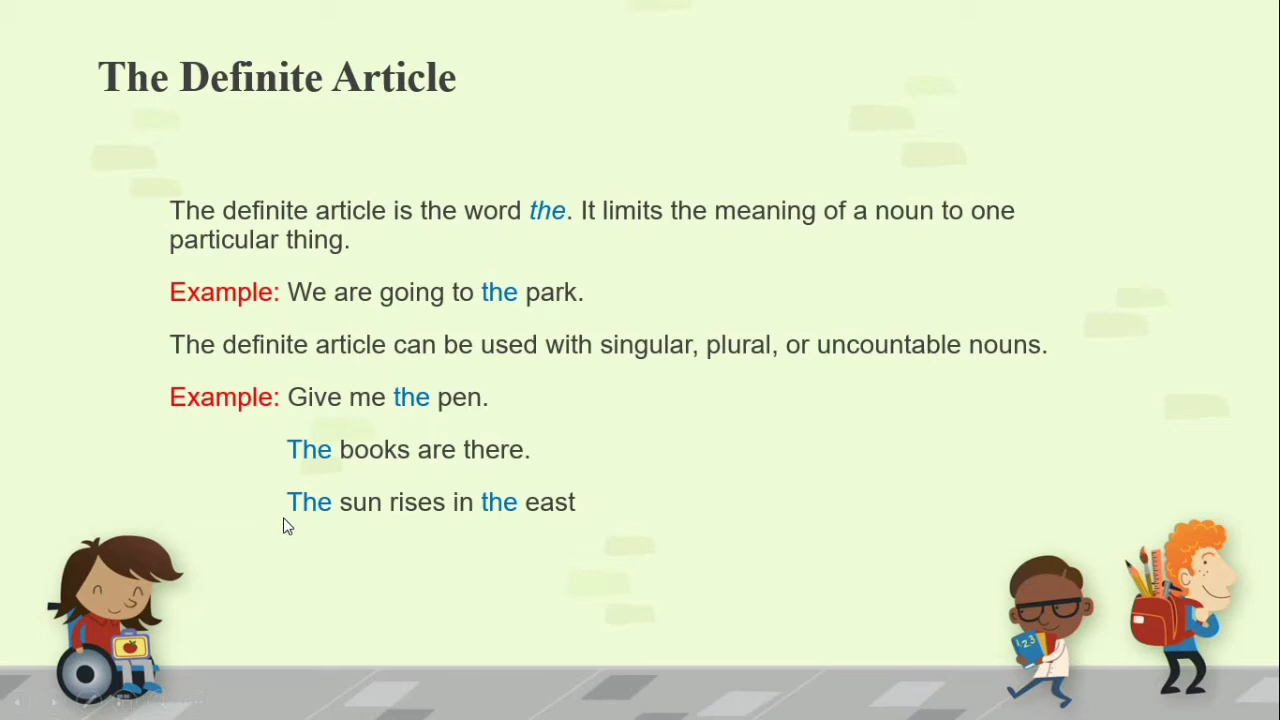 The Definite Article
The definite article is the word the. It limits the meaning of a noun to one
particular thing.
Example: We are going to the park.
The definite article can be used with singular, plural, or uncountable nouns.
Example: Give me the pen.
The books are there.
The sun rises in the east
123